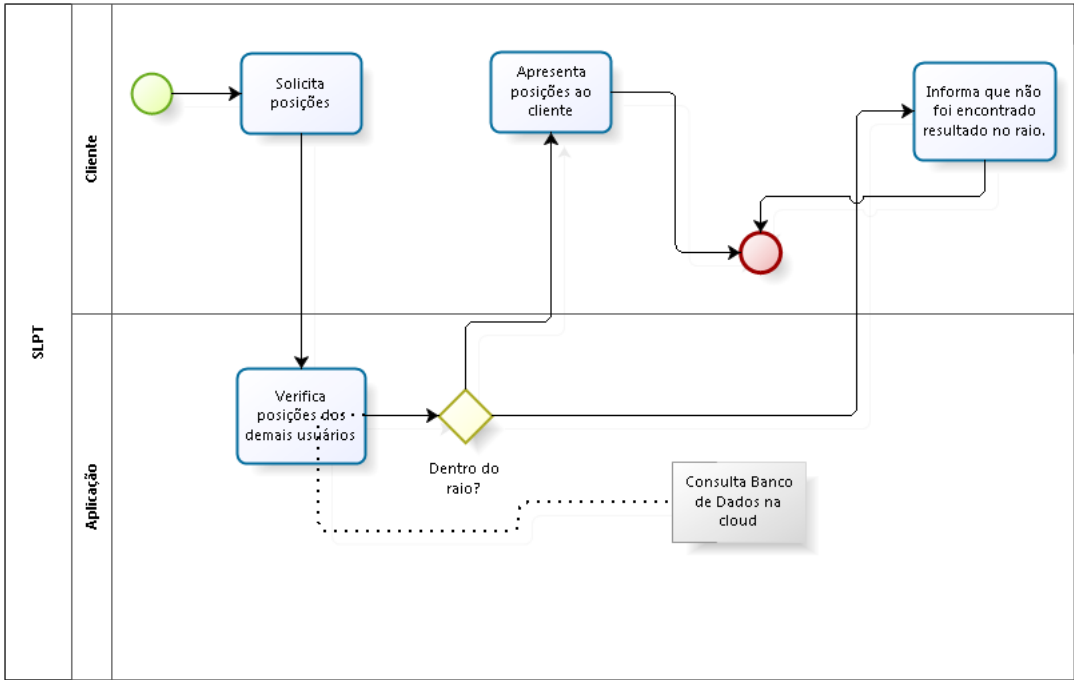 SLPT
Cliente
Solicita
posições
Apresenta
posições ao
cliente
Informa que não
foi encontrado
resultado no raio.
Aplicação
Verifica
posições dos
demais usuários
Dentro do
raio?
Consulta Banco
de Dados na
cloud